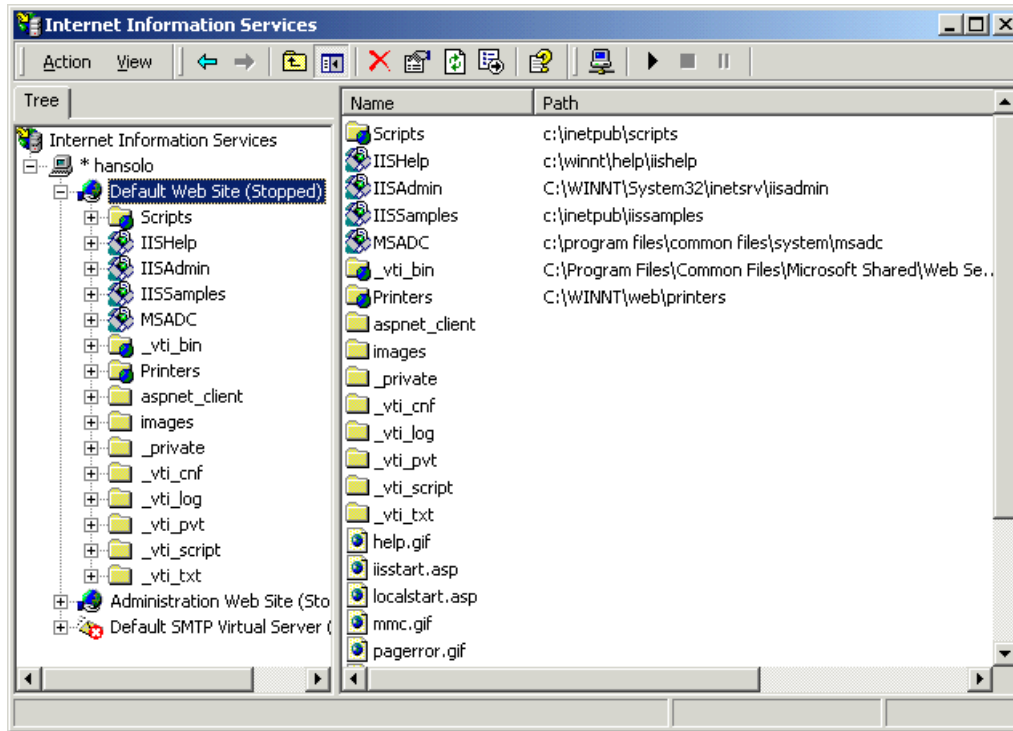 Internet Information Services
Action View
Tree
Name Path
Internet Information Services
* hansolo
Default Web Site (Stopped)
Scripts
IISHelp
IISAdmin
IISSamples
MSADC
_vti_bin
Printers
aspnet_client
images
_private
_vti_cnf
_vti_log
_vti_pvt
_vti_script
_vti_txt
Administration Web Site (Sto
Default SMTP Virtual Server (
Scripts c:\inetpub\scripts
IISHelp c:\winnt\help\iishelp
IISAdmin C:\WINNT\System32\inetsrv\iisadmin
IISSamples c:\inetpub\iissamples
MSADC c:\program files\common files\system\msadc
_vti_bin C:\Program Files\Common Files\Microsoft Shared\Web Se..
Printers C:\WINNT\web\printers
aspnet_client
images
_private
_vti_cnf
_vti_log
_vti_pvt
_vti_script
_vti_txt
help.gif
iisstart.asp
localstart.asp
mmc.gif
pagerror.gif